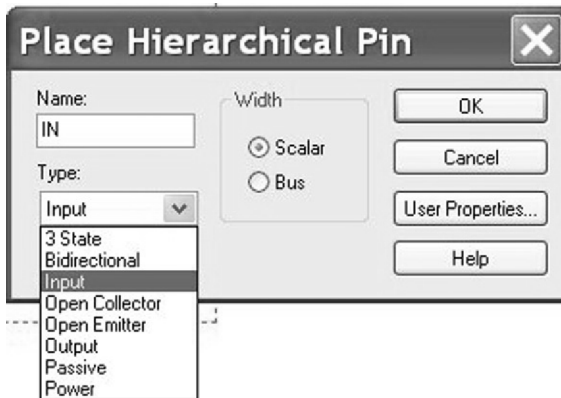 Place Hierarchical Pin
Name:
IN
Type:
Input
3 State
Bidirectional
Input
Open Collector
Open Emitter
Output
Passive
Power
Width
Scalar
Bus
OK
Cancel
User Properties...
Help